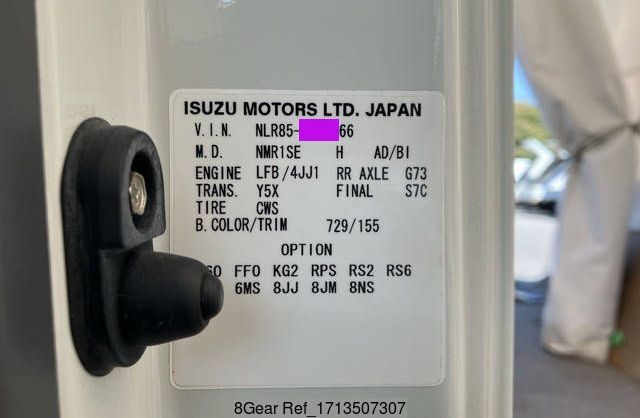 ISUZU MOTORS LTD. JAPAN
V.I.N. NLR85- 66
M.D. NMR1SE H AD/BI
ENGINE LFB/4JJ1 RR AXLE G73
TRANS. Y5X FINAL S7C
TIRE CWS
B.COLOR/TRIM 729/155
OPTION
FFO KG2 RPS RS2 RS6
6MS 8JJ 8JM 8NS
8Gear Ref_1713507307